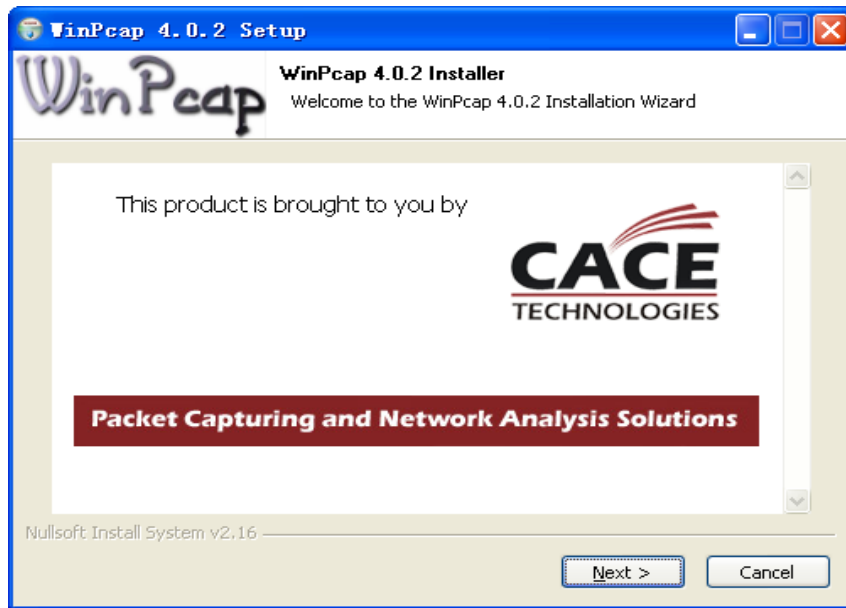 WinPcap 4.0.2 Setup
WinPcap
WinPcap 4.0.2 Installer
Welcome to the WinPcap 4.0.2 Installation Wizard
This product is brought to you by
CACE
TECHNOLOGIES
Packet Capturing and Network Analysis Solutions
Nullsoft Install System v2.16
Next >
Cancel